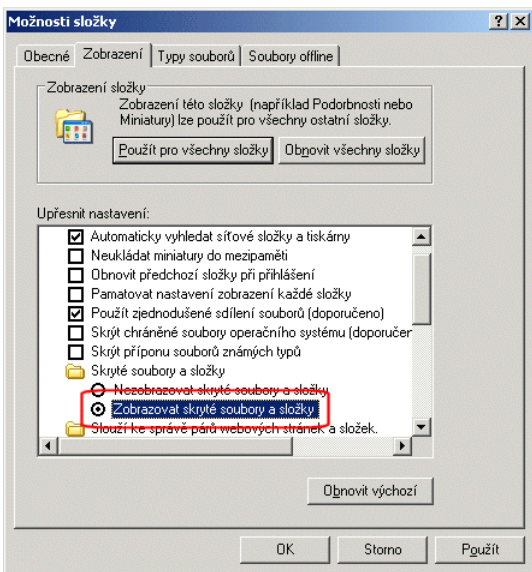 Možnosti složky
Obecné Zobrazení Typy souborů Soubory offline
Zobrazení složky
Zobrazení této složky (například Podorbnosti nebo
Miniatury) lze použít pro všechny ostatní složky.
Použít pro všechny složky Obnovit všechny složky
Upřesnit nastavení:
Automaticky vyhledat síťové složky a tiskárny
Neukládat miniatury do mezipaměti
Obnovit předchozí složky při přihlášení
Pamatovat nastavení zobrazení každé složky
Použít zjednodušené sdílení souborů (doporučeno)
Skrýt chráněné soubory operačního systému (doporučer
Skrýt příponu souborů známých typů
Skryté soubory a složky
Nezobrazovat skryté soubory a složky
Zobrazovat skryté soubory a složky
Slouží ke správě párů webových stránek a složek.
Obnovit výchozí
OK Storno Použít